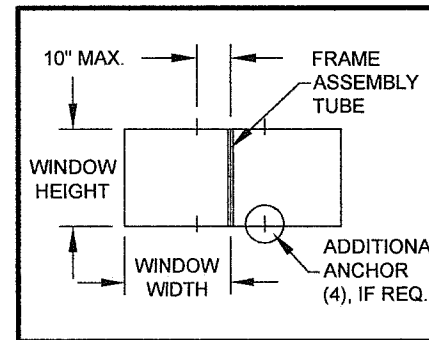 10" MAX.
FRAME
ASSEMBLY
TUBE
WINDOW
HEIGHT
WINDOW
WIDTH
ADDITIONA
ANCHOR
(4), IF REQ.